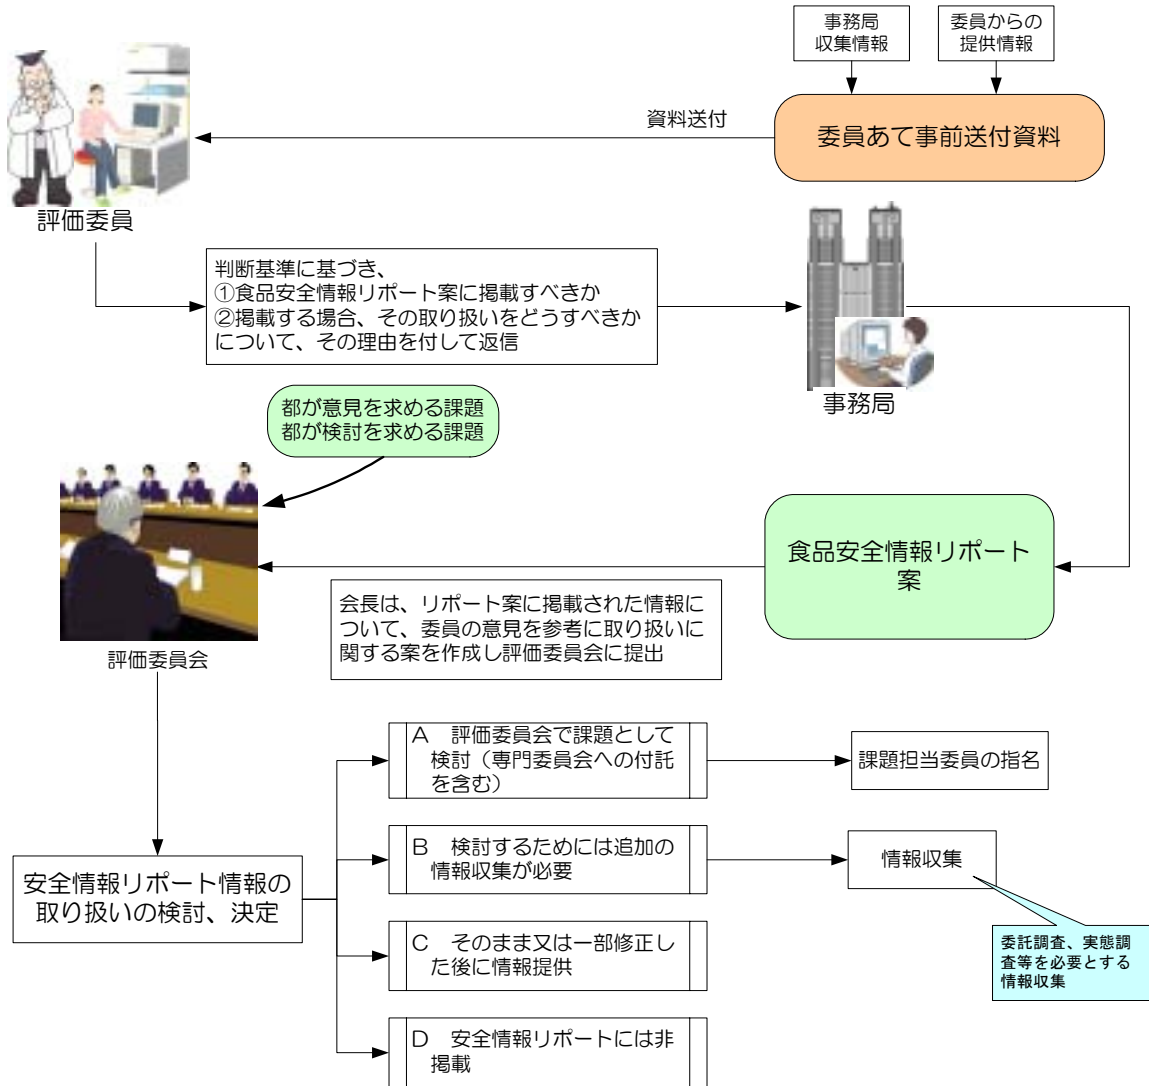 事務局
収集情報
委員からの
提供情報
資料送付
委員あて事前送付資料
評価委員
判断基準に基づき、
①食品安全情報リポート案に掲載すべきか
②掲載する場合、その取り扱いをどうすべきか
について、その理由を付して返信
事務局
都が意見を求める課題
都が検討を求める課題
食品安全情報リポート
案
評価委員会
会長は、リポート案に掲載された情報に
ついて、委員の意見を参考に取り扱いに
関する案を作成し評価委員会に提出
A 評価委員会で課題として
検討（専門委員会への付託
を含む）
課題担当委員の指名
B 検討するためには追加の
情報収集が必要
情報収集
安全情報リポート情報の
取り扱いの検討、決定
C そのまま又は一部修正し
た後に情報提供
委託調査、実態調
査等を必要とする
情報収集
D 安全情報リポートには非
掲載